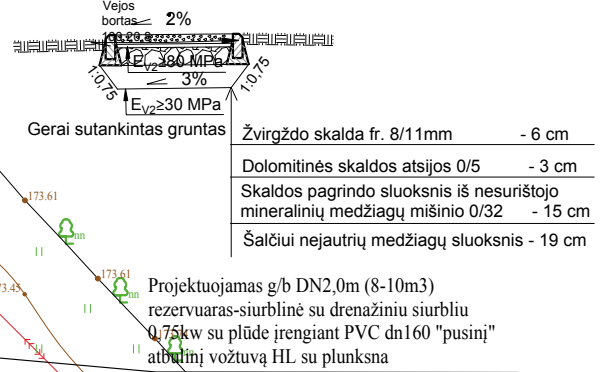 Vejos
bortas
100.20.8
2%
EV2≥80 MPa
3%
1:0,75
1:0,75
EV2≥30 MPa
Gerai sutankintas gruntas
Žvirgždo skalda fr. 8/11mm - 6 cm
Dolomitinės skaldos atsijos 0/5 - 3 cm
Skaldos pagrindo sluoksnis iš nesurištojo
mineralinių medžiagų mišinio 0/32 - 15 cm
Šalčiui nejautrių medžiagų sluoksnis - 19 cm
173.61
nn
173.61
nn
73.45
Projektuojamas g/b DN2,0m (8-10m3)
rezervuaras-siurblinė su drenažiniu siurbliu
0,75kw su plūde įrengiant PVC dn160 "pusinį"
atbulinį vožtuvą HL su plunksna
nn